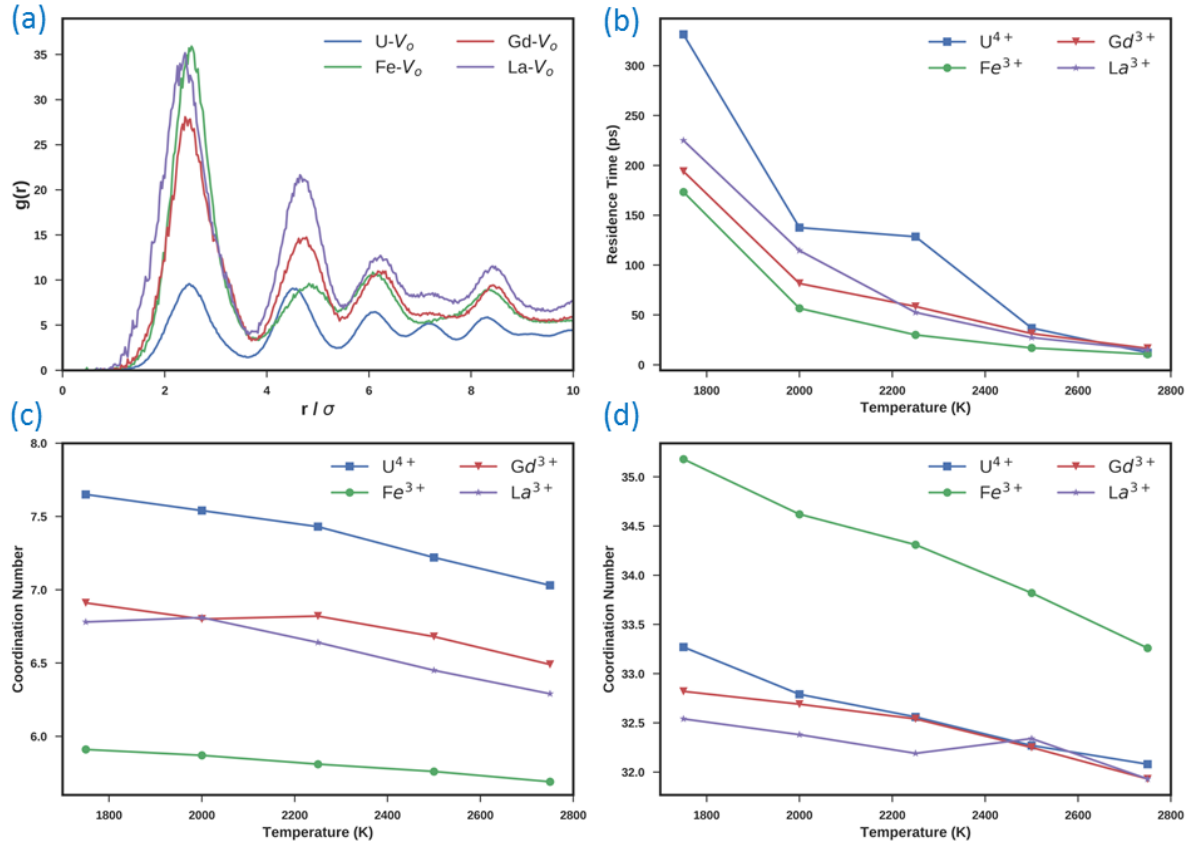 (a)
U-Vo
Gd-Vo
Fe-Vo
La-Vo
35
30
25
20
15
10
5
0
g(r)
0 2 4 6 8 10
r / σ
(b)
U4+
Gd3+
Fe3+
La3+
300
250
200
150
100
50
0
Residence Time (ps)
1800 2000 2200 2400 2600 2800
Temperature (K)
(c)
U4+
Gd3+
Fe3+
La3+
8.0
7.5
7.0
6.5
6.0
Coordination Number
1800 2000 2200 2400 2600 2800
Temperature (K)
(d)
U4+
Gd3+
Fe3+
La3+
35.0
34.5
34.0
33.5
33.0
32.5
32.0
Coordination Number
1800 2000 2200 2400 2600 2800
Temperature (K)